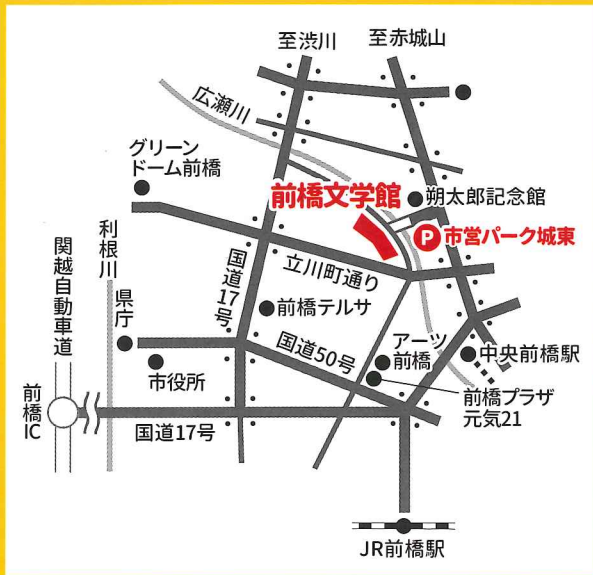 至渋川
至赤城山
広瀬川
グリーン
ドーム前橋
前橋文学館
朔太郎記念館
P
市営パーク城東
関越自動車道
利根川
国道17号
立川町通り
県庁
前橋テルサ
市役所
国道50号
アーツ
前橋
中央前橋駅
前橋プラザ
元気21
前橋
IC
国道17号
JR前橋駅